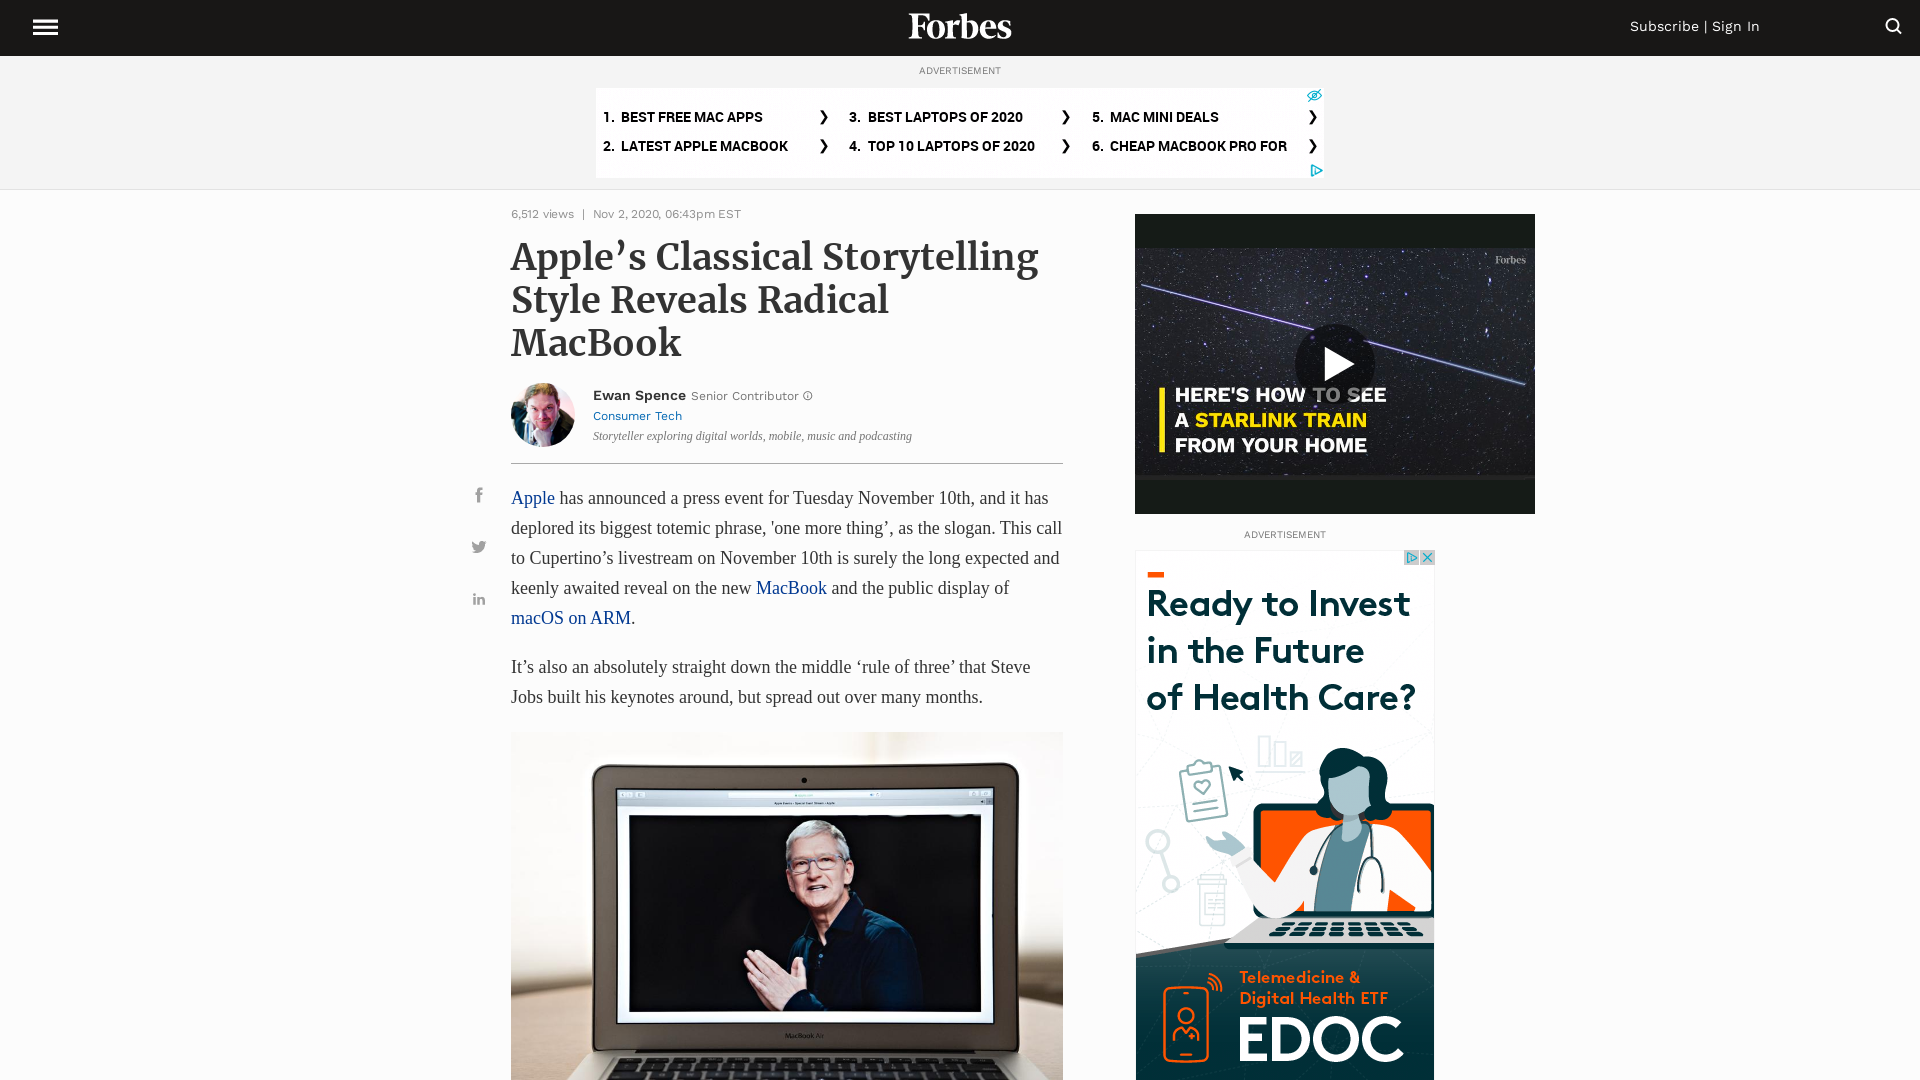 Forbes
Subscribe | Sign In
ADVERTISEMENT
1. BEST FREE MAC APPS
2. LATEST APPLE MACBOOK
3. BEST LAPTOPS OF 2020
4. TOP 10 LAPTOPS OF 2020
5. MAC MINI DEALS
6. CHEAP MACBOOK PRO FOR
6,512 views | Nov 2, 2020, 06:43pm EST
Apple’s Classical Storytelling
Style Reveals Radical
MacBook
Ewan Spence Senior Contributor
Consumer Tech
Storyteller exploring digital worlds, mobile, music and podcasting
Apple has announced a press event for Tuesday November 10th, and it has
deplored its biggest totemic phrase, 'one more thing’, as the slogan. This call
to Cupertino’s livestream on November 10th is surely the long expected and
keenly awaited reveal on the new MacBook and the public display of
macOS on ARM.
It’s also an absolutely straight down the middle ‘rule of three’ that Steve
Jobs built his keynotes around, but spread out over many months.
MacBook Air
Forbes
HERE'S HOW TO SEE
A STARLINK TRAIN
FROM YOUR HOME
ADVERTISEMENT
Ready to Invest
in the Future
of Health Care?
Telemedicine &
Digital Health ETF
EDOC